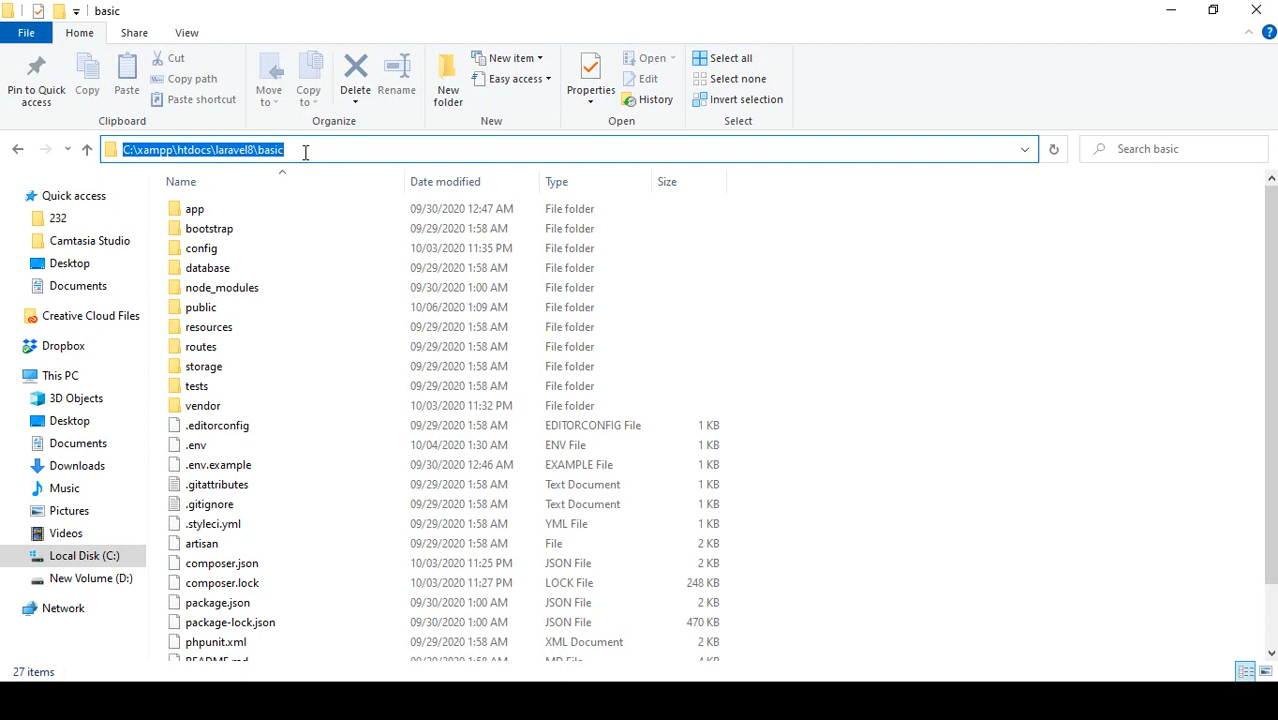 basic
File Home Share View
Pin to Quick access
Copy
Paste
Cut
Copy path
Paste shortcut
Clipboard
Move to
Copy to
Delete
Rename
Organize
New folder
New item
Easy access
New
Properties
Open
Edit
History
Open
Select all
Select none
Invert selection
Select
C:\xampp\htdocs\laravel8\basic
Search basic
Quick access
232
Camtasia Studio
Desktop
Documents
Creative Cloud Files
Dropbox
This PC
3D Objects
Desktop
Documents
Downloads
Music
Pictures
Videos
Local Disk (C:)
New Volume (D:)
Network
Name Date modified Type Size
app 09/30/2020 12:47 AM File folder
bootstrap 09/29/2020 1:58 AM File folder
config 10/03/2020 11:35 PM File folder
database 09/29/2020 1:58 AM File folder
node_modules 09/30/2020 1:00 AM File folder
public 10/06/2020 1:09 AM File folder
resources 09/29/2020 1:58 AM File folder
routes 09/29/2020 1:58 AM File folder
storage 09/29/2020 1:58 AM File folder
tests 09/29/2020 1:58 AM File folder
vendor 10/03/2020 11:32 PM File folder
.editorconfig 09/29/2020 1:58 AM EDITORCONFIG File 1 KB
.env 10/04/2020 1:30 AM ENV File 1 KB
.env.example 09/30/2020 12:46 AM EXAMPLE File 1 KB
.gitattributes 09/29/2020 1:58 AM Text Document 1 KB
.gitignore 09/29/2020 1:58 AM Text Document 1 KB
.styleci.yml 09/29/2020 1:58 AM YML File 1 KB
artisan 09/29/2020 1:58 AM File 2 KB
composer.json 10/03/2020 11:25 PM JSON File 2 KB
composer.lock 10/03/2020 11:27 PM LOCK File 248 KB
package.json 09/30/2020 1:00 AM JSON File 2 KB
package-lock.json 09/30/2020 1:00 AM JSON File 470 KB
phpunit.xml 09/29/2020 1:58 AM XML Document 2 KB
README.md
27 items